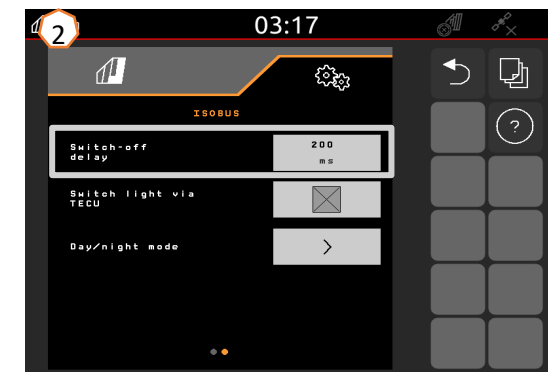 2
03:17
ISOBUS
Switch-off
delay
200
ms
Switch light via
TECU
Day/night mode
?